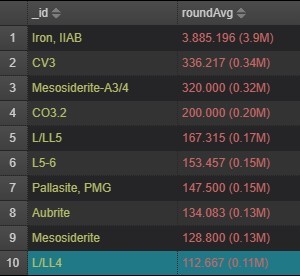 _id roundAvg
1 Iron, IIAB 3.885.196 (3.9M)
2 CV3 336.217 (0.34M)
3 Mesosiderite-A3/4 320.000 (0.32M)
4 CO3.2 200.000 (0.20M)
5 L/LL5 167.315 (0.17M)
6 L5-6 153.457 (0.15M)
7 Pallasite, PMG 147.500 (0.15M)
8 Aubrite 134.083 (0.13M)
9 Mesosiderite 128.800 (0.13M)
10 L/LL4 112.667 (0.11M)